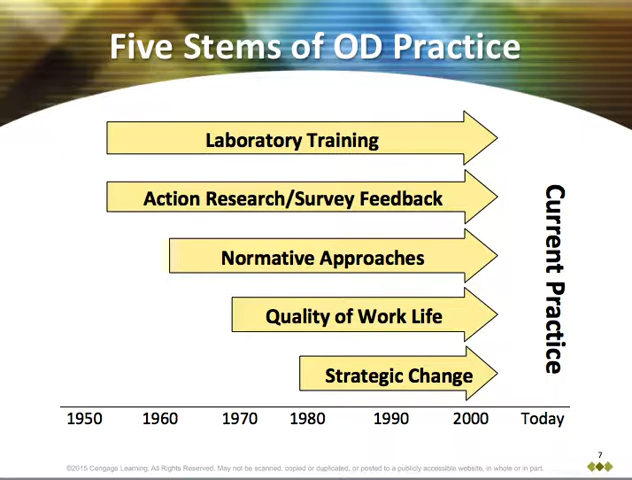 Five Stems of OD Practice
Laboratory Training
Action Research/Survey Feedback
Normative Approaches
Quality of Work Life
Strategic Change
Current Practice
1950 1960 1970 1980 1990 2000 Today
7
©2015 Cengage Learning. All Rights Reserved. May not be scanned, copied or duplicated, or posted to a publicly accessible website, in whole or in part.